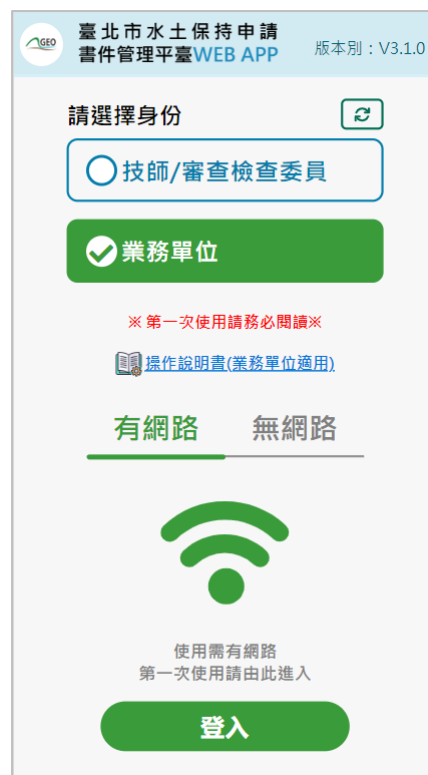 GEO
臺北市水土保持申請
書件管理平臺WEB APP
版本別：V3.1.0
請選擇身份
技師/審查檢查委員
業務單位
※第一次使用請務必閱讀※
操作說明書(業務單位適用)
有網路
無網路
使用需有網路
第一次使用請由此進入
登入